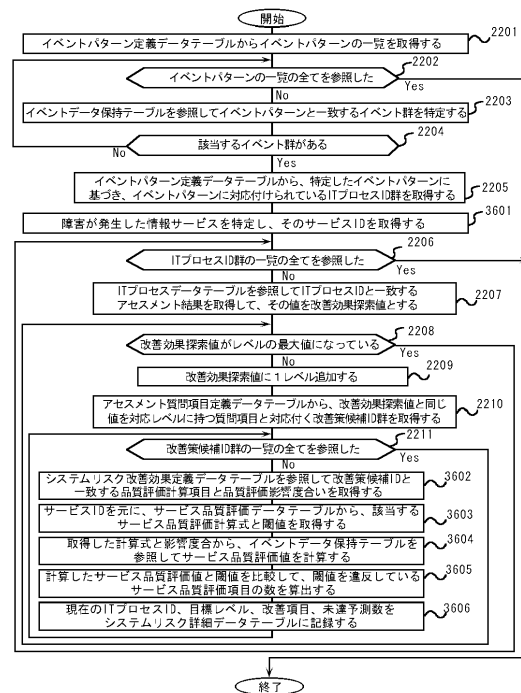 開始
イベントパターン定義データテーブルからイベントパターンの一覧を取得する
2201
イベントパターンの一覧の全てを参照した
2202
Yes
No
イベントデータ保持テーブルを参照してイベントパターンと一致するイベント群を特定する
2203
該当するイベント群がある
2204
No
Yes
イベントパターン定義データテーブルから、特定したイベントパターンに
基づき、イベントパターンに対応付けられているITプロセスID群を取得する
2205
障害が発生した情報サービスを特定し、そのサービスIDを取得する
3601
ITプロセスID群の一覧の全てを参照した
2206
Yes
No
ITプロセスデータテーブルを参照してITプロセスIDと一致する
アセスメント結果を取得して、その値を改善効果探索値とする
2207
改善効果探索値がレベルの最大値になっている
2208
Yes
No
改善効果探索値に1レベル追加する
2209
アセスメント質問項目定義データテーブルから、改善効果探索値と同じ
値を対応レベルに持つ質問項目と対応付く改善策候補ID群を取得する
2210
改善策候補ID群の一覧の全てを参照した
2211
No
Yes
システムリスク改善効果定義データテーブルを参照して改善策候補IDと
一致する品質評価計算項目と品質評価影響度合いを取得する
3602
サービスIDを元に、サービス品質評価データテーブルから、該当する
サービス品質評価計算式と閾値を取得する
3603
取得した計算式と影響度合から、イベントデータ保持テーブルを
参照してサービス品質評価値を計算する
3604
計算したサービス品質評価値と閾値を比較して、閾値を違反している
サービス品質評価項目の数を算出する
3605
現在のITプロセスID、目標レベル、改善項目、未達予測数を
システムリスク詳細データテーブルに記録する
3606
終了